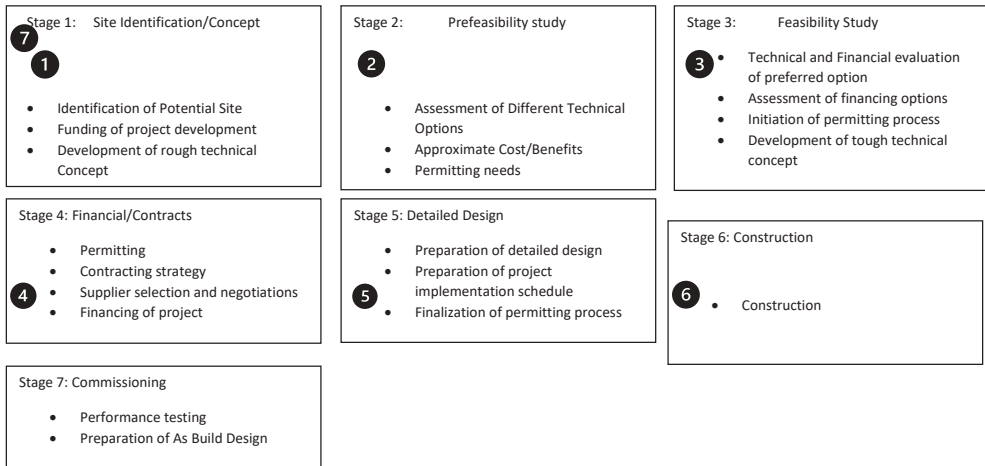 Stage 1: Site Identification/Concept
7
1
• Identification of Potential Site
• Funding of project development
• Development of rough technical
Concept
Stage 2: Prefeasibility study
2
• Assessment of Different Technical
Options
• Approximate Cost/Benefits
• Permitting needs
Stage 3: Feasibility Study
3
• Technical and Financial evaluation
of preferred option
• Assessment of financing options
• Initiation of permitting process
• Development of tough technical
concept
Stage 4: Financial/Contracts
• Permitting
• Contracting strategy
4
• Supplier selection and negotiations
• Financing of project
Stage 5: Detailed Design
• Preparation of detailed design
• Preparation of project
implementation schedule
5
• Finalization of permitting process
Stage 6: Construction
6
• Construction
Stage 7: Commissioning
• Performance testing
• Preparation of As Build Design